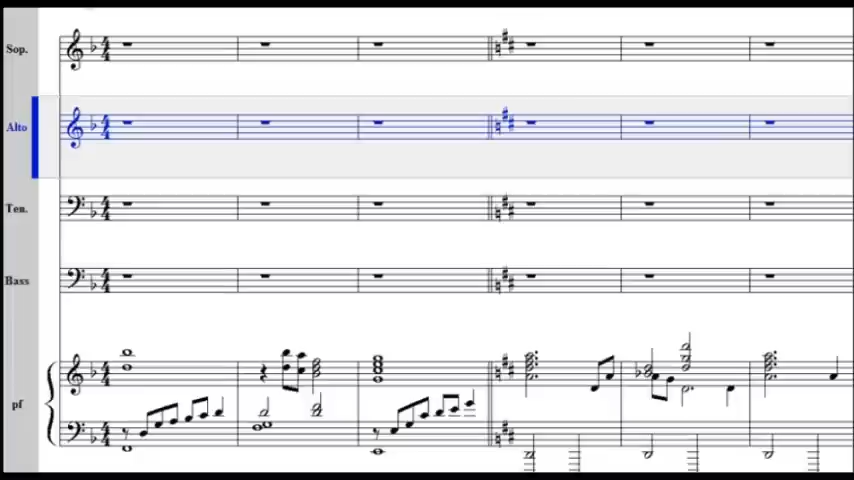 Sop.
Alto
Ten.
Bass
pf